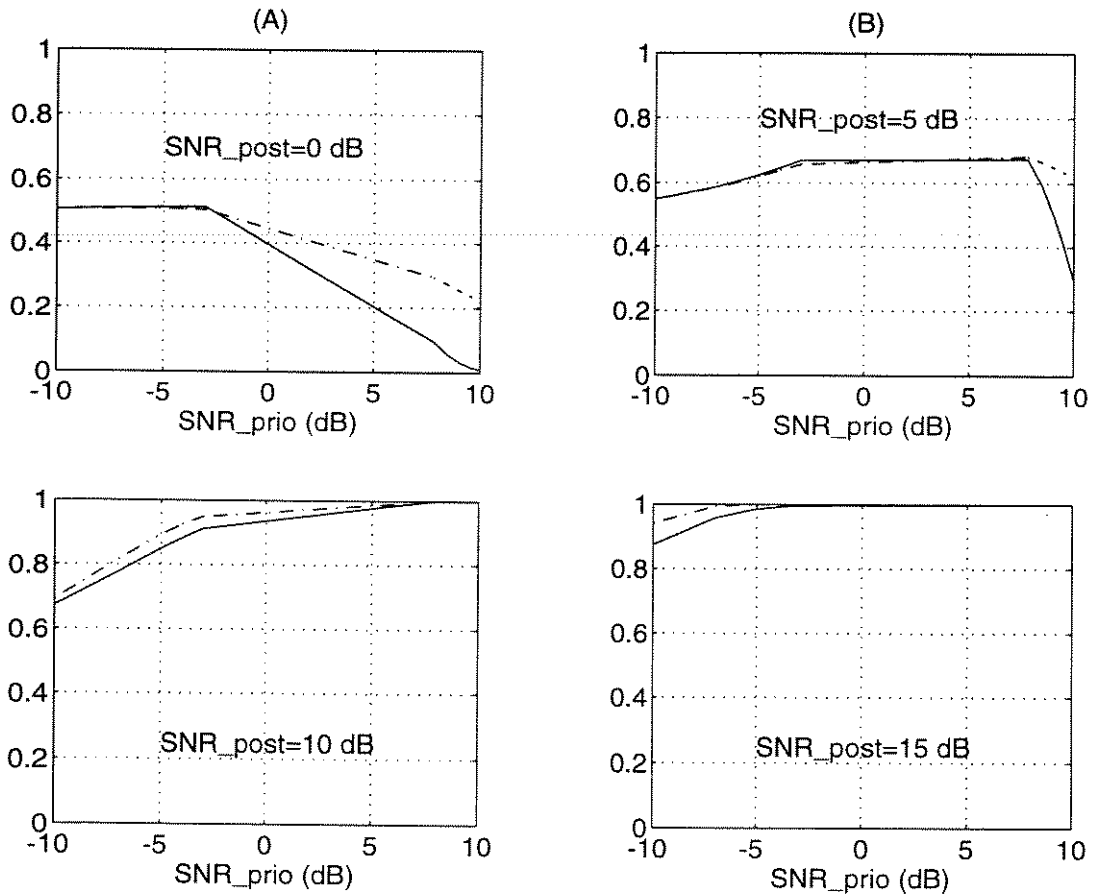 (A)
1
0.8
0.6
0.4
0.2
0
SNR_post=0 dB
-10 -5 0 5 10
SNR_prio (dB)
(B)
1
0.8
0.6
0.4
0.2
0
SNR_post=5 dB
-10 -5 0 5 10
SNR_prio (dB)
1
0.8
0.6
0.4
0.2
0
SNR_post=10 dB
-10 -5 0 5 10
SNR_prio (dB)
1
0.8
0.6
0.4
0.2
0
SNR_post=15 dB
-10 -5 0 5 10
SNR_prio (dB)